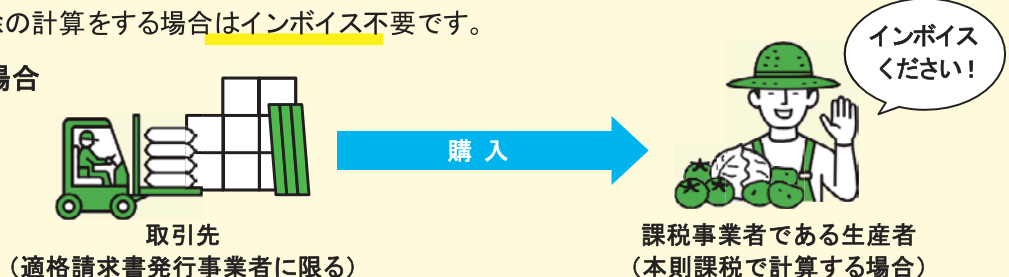 の計算をする場合はインボイス不要です。
場合
インボイス
ください！
購入
取引先
（適格請求書発行事業者に限る）
課税事業者である生産者
（本則課税で計算する場合）